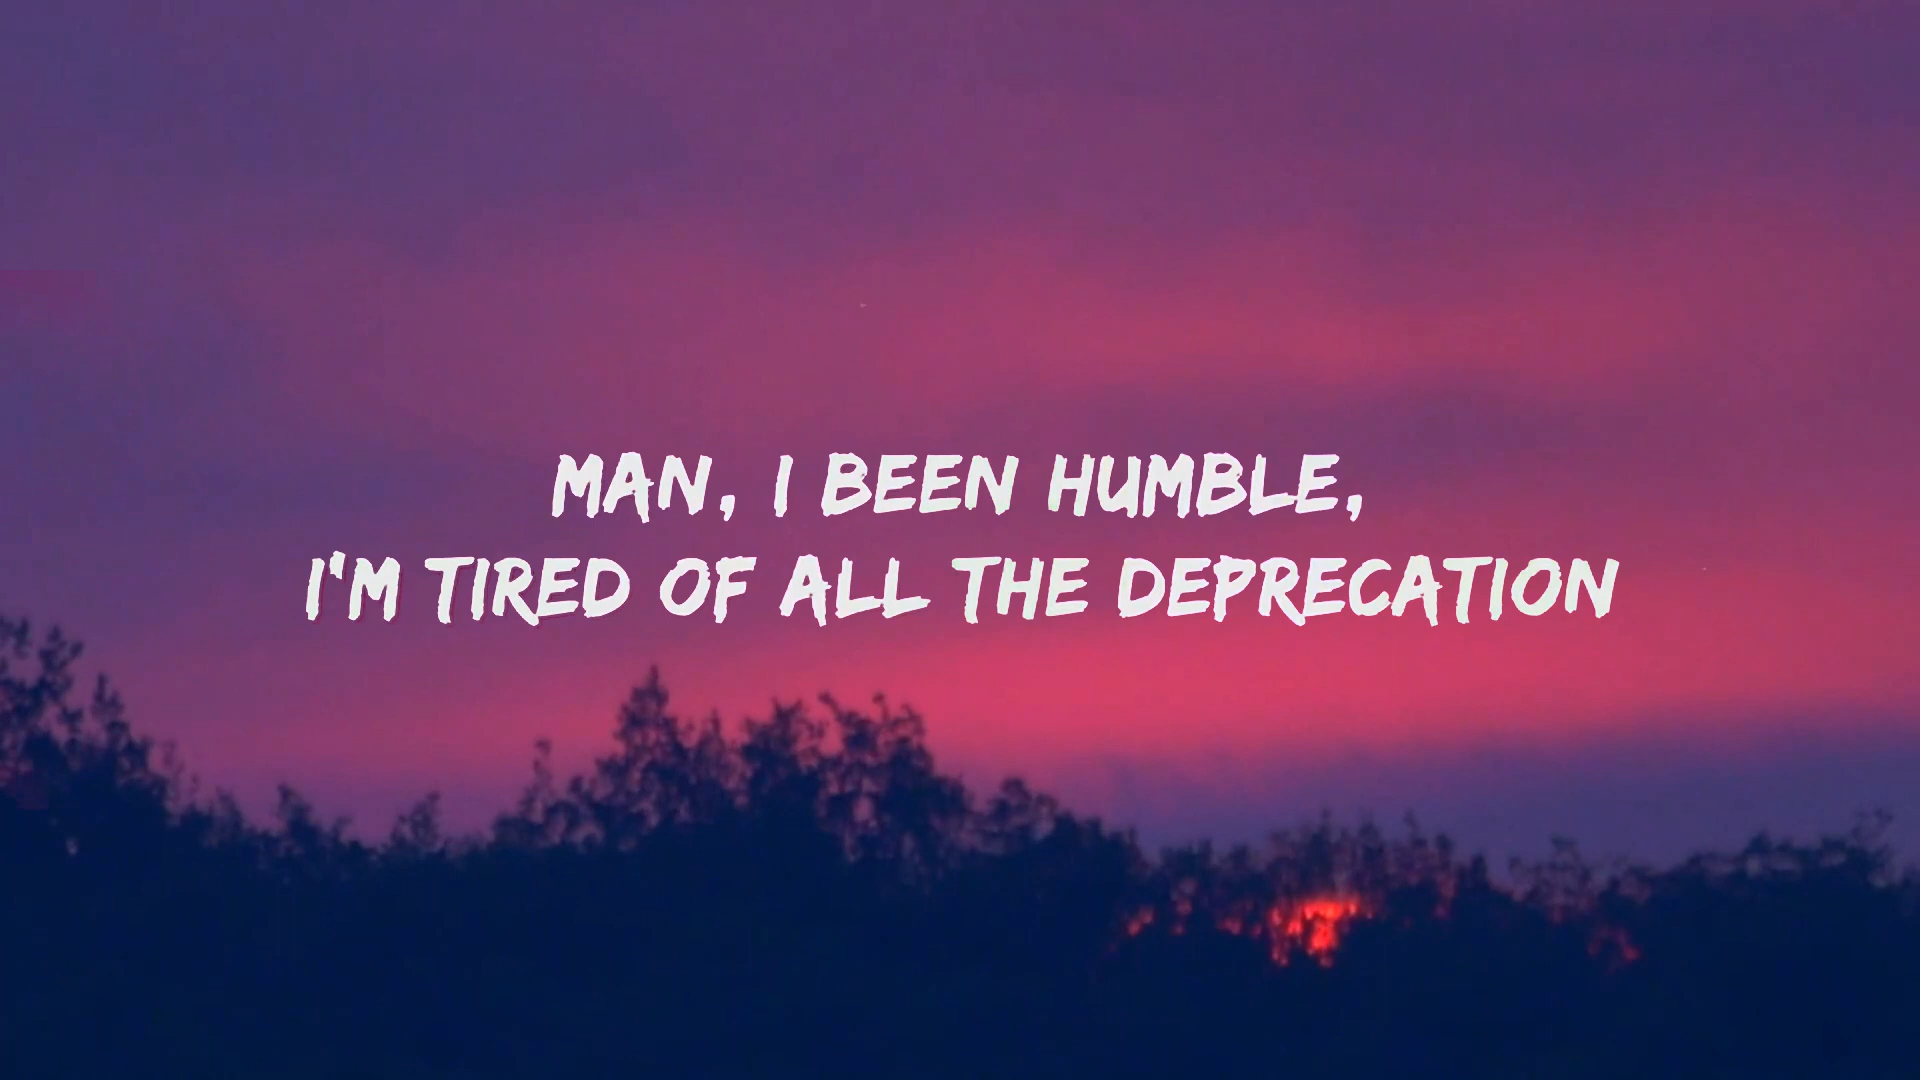 MAN, I BEEN HUMBLE,
I'M TIRED OF ALL THE DEPRECATION